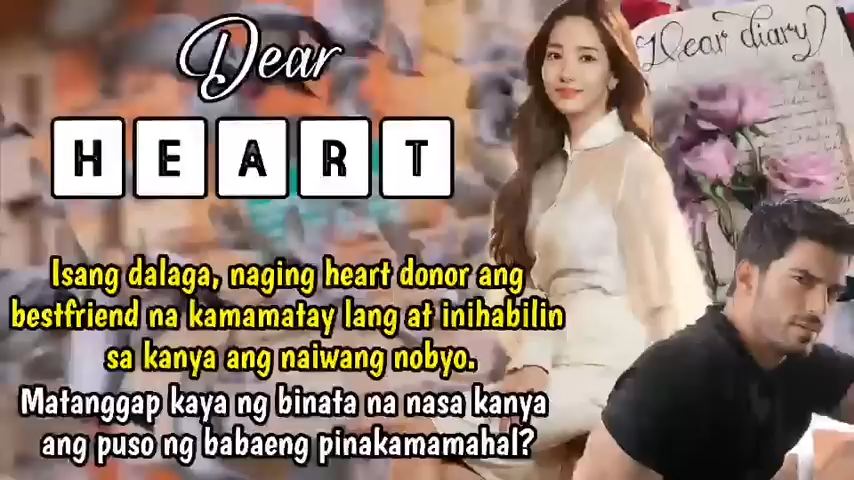 Dear
HEART
Dear diary
Isang dalaga, naging heart donor ang
bestfriend na kamamatay lang at inihabilin
sa kanya ang naiwang nobyo.
Matanggap kaya ng binata na nasa kanya
ang puso ng babaeng pinakamamahal?